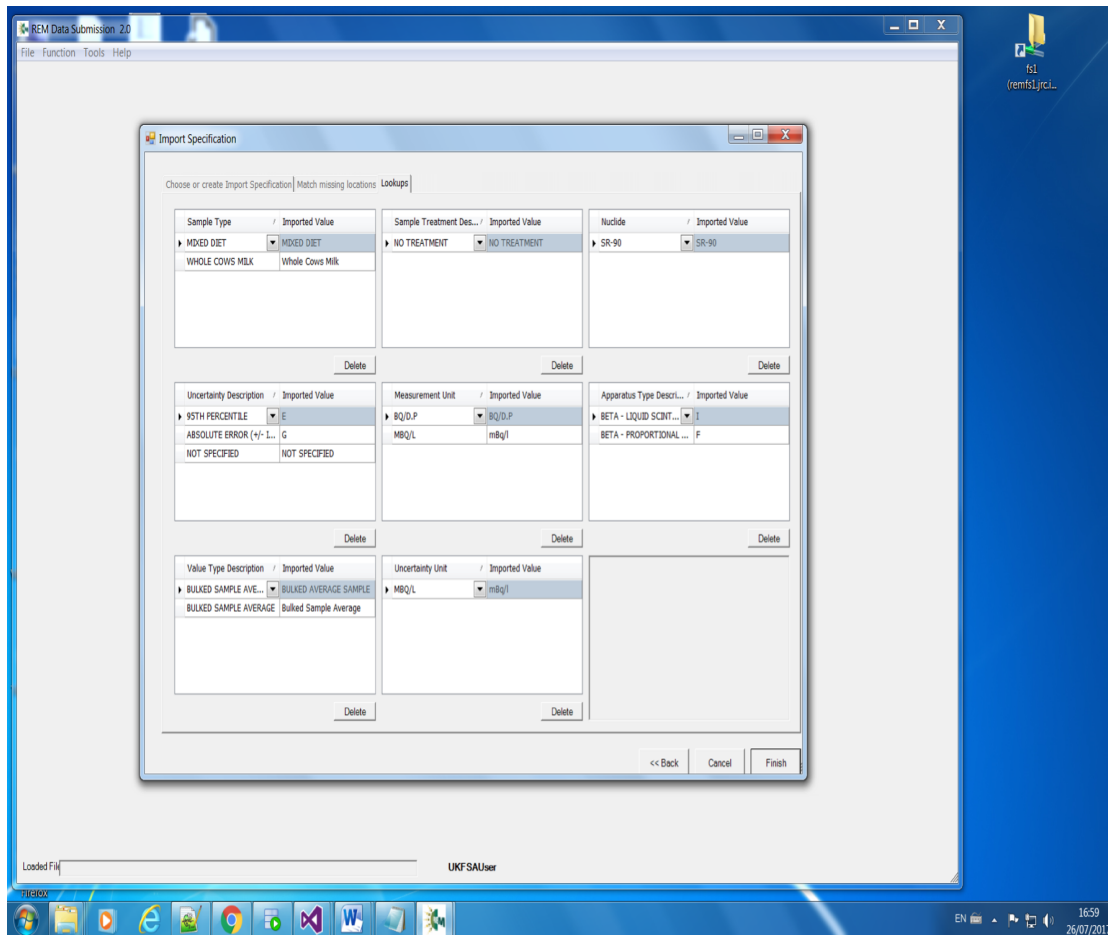 REM Data Submission 2.0
File Function Tools Help
fs1
(remfs1.jrc.i...
Import Specification
Choose or create Import Specification Match missing locations Lookups
Sample Type / Imported Value
MIXED DIET MIXED DIET
WHOLE COWS MILK Whole Cows Milk
Delete
Sample Treatment Des... / Imported Value
NO TREATMENT NO TREATMENT
Delete
Nuclide / Imported Value
SR-90 SR-90
Delete
Uncertainty Description / Imported Value
95TH PERCENTILE E
ABSOLUTE ERROR (+/- 1... G
NOT SPECIFIED NOT SPECIFIED
Delete
Measurement Unit / Imported Value
BQ/D.P BQ/D.P
MBQ/L mBq/l
Delete
Apparatus Type Descri... / Imported Value
BETA - LIQUID SCINT... I
BETA - PROPORTIONAL ... F
Delete
Value Type Description / Imported Value
BULKED SAMPLE AVE... BULKED AVERAGE SAMPLE
BULKED SAMPLE AVERAGE Bulked Sample Average
Delete
Uncertainty Unit / Imported Value
MBQ/L mBq/l
Delete
<< Back Cancel Finish
Loaded File
UKFSAUser
Firefox
EN
16:59
26/07/201